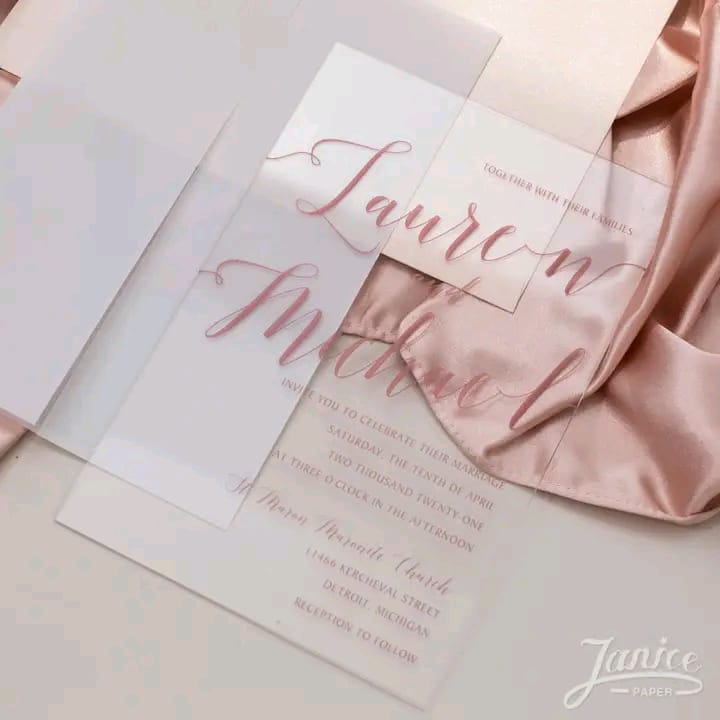 TOGETHER WITH THEIR FAMILIES
Lauren
and
Michael
INVITE YOU TO CELEBRATE THEIR MARRIAGE
SATURDAY, THE TENTH OF APRIL
TWO THOUSAND TWENTY-ONE
AT THREE O'CLOCK IN THE AFTERNOON
St. Maron Maronite Church
11466 KERCHEVAL STREET
DETROIT, MICHIGAN
RECEPTION TO FOLLOW
Janice
PAPER